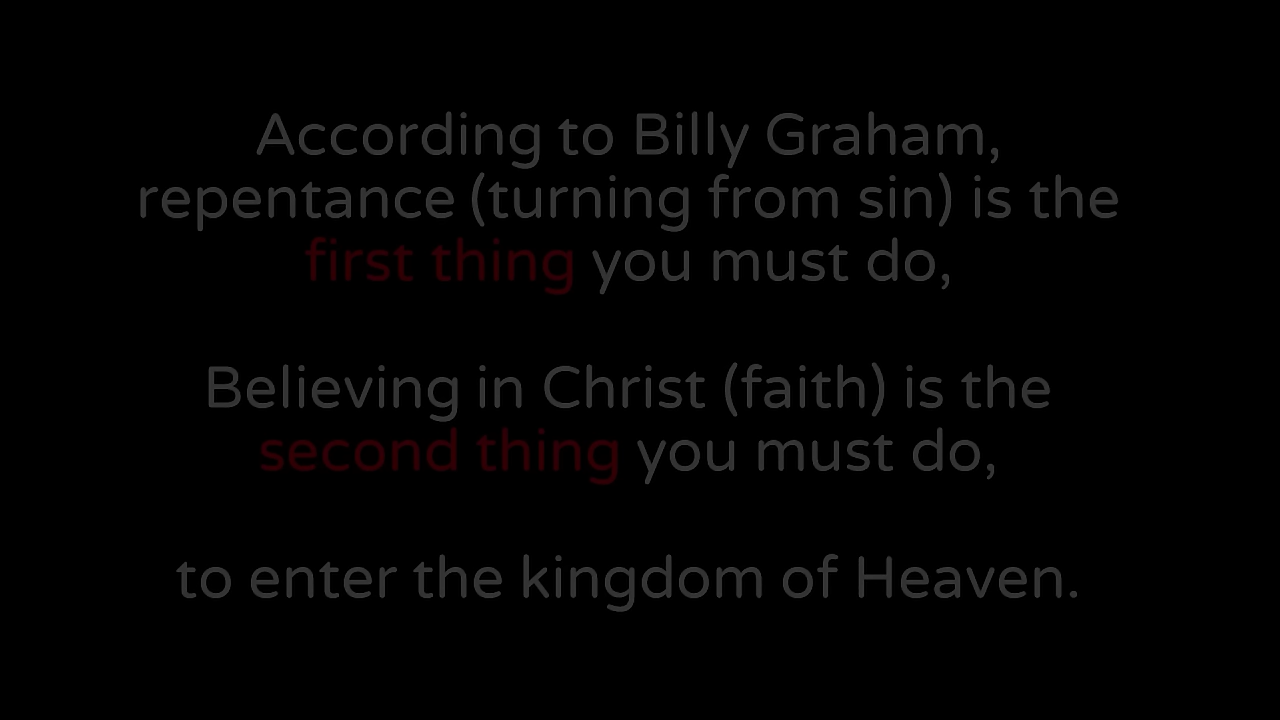 According to Billy Graham,
repentance (turning from sin) is the
first thing you must do,
Believing in Christ (faith) is the
second thing you must do,
to enter the kingdom of Heaven.